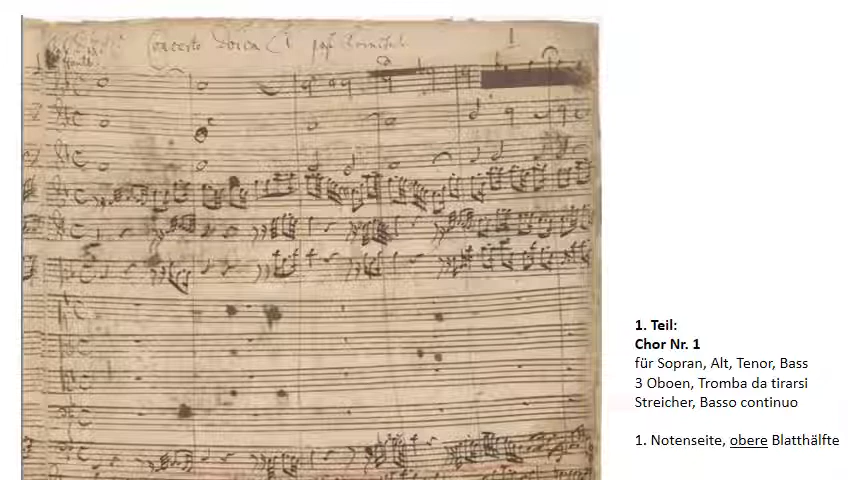 Concerto
1. Teil:
Chor Nr. 1
für Sopran, Alt, Tenor, Bass
3 Oboen, Tromba da tirarsi
Streicher, Basso continuo
1. Notenseite, obere Blatthälfte